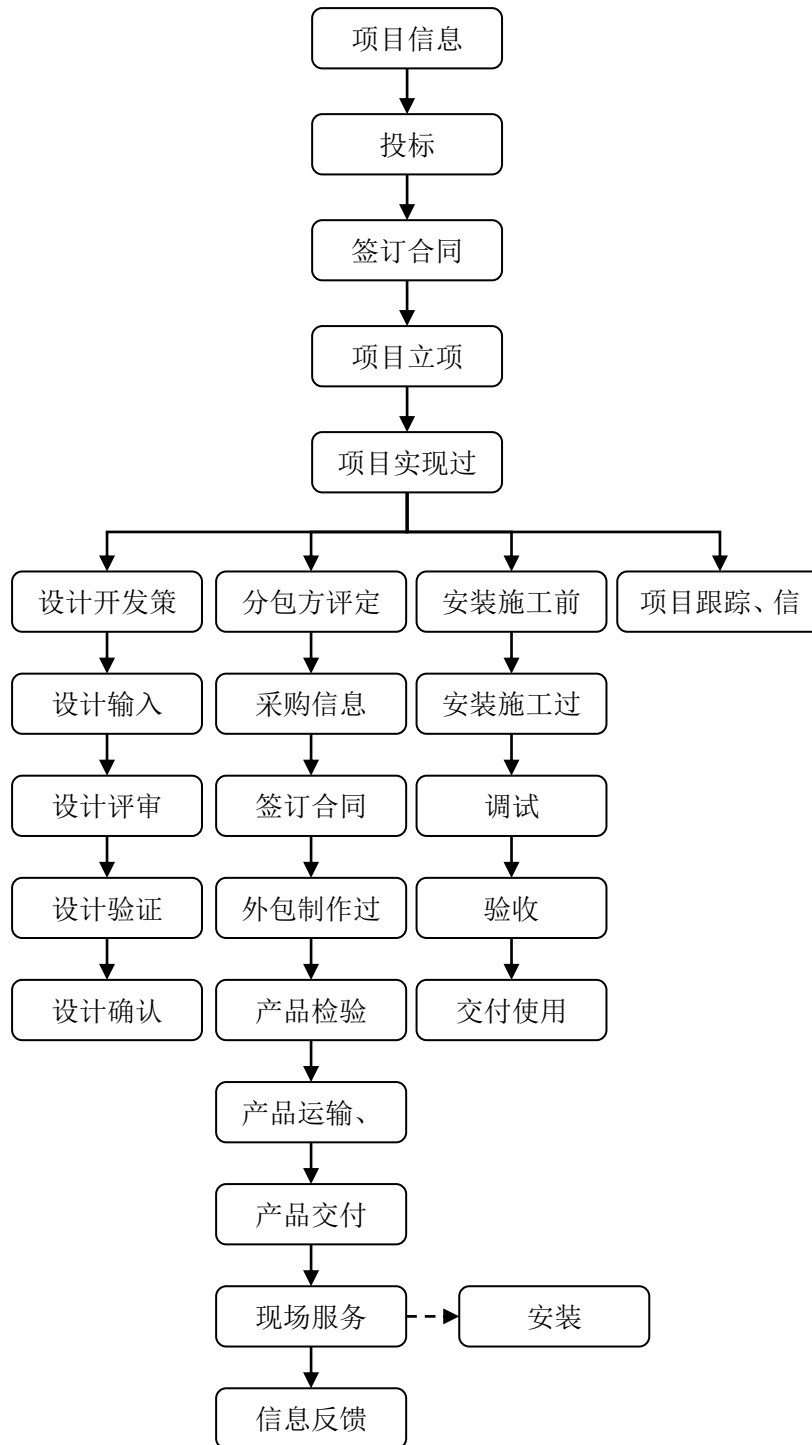 项目信息
投标
签订合同
项目立项
项目实现过
设计开发策
分包方评定
安装施工前
项目跟踪、信
设计输入
采购信息
安装施工过
设计评审
签订合同
调试
设计验证
外包制作过
验收
设计确认
产品检验
交付使用
产品运输、
产品交付
现场服务
安装
信息反馈